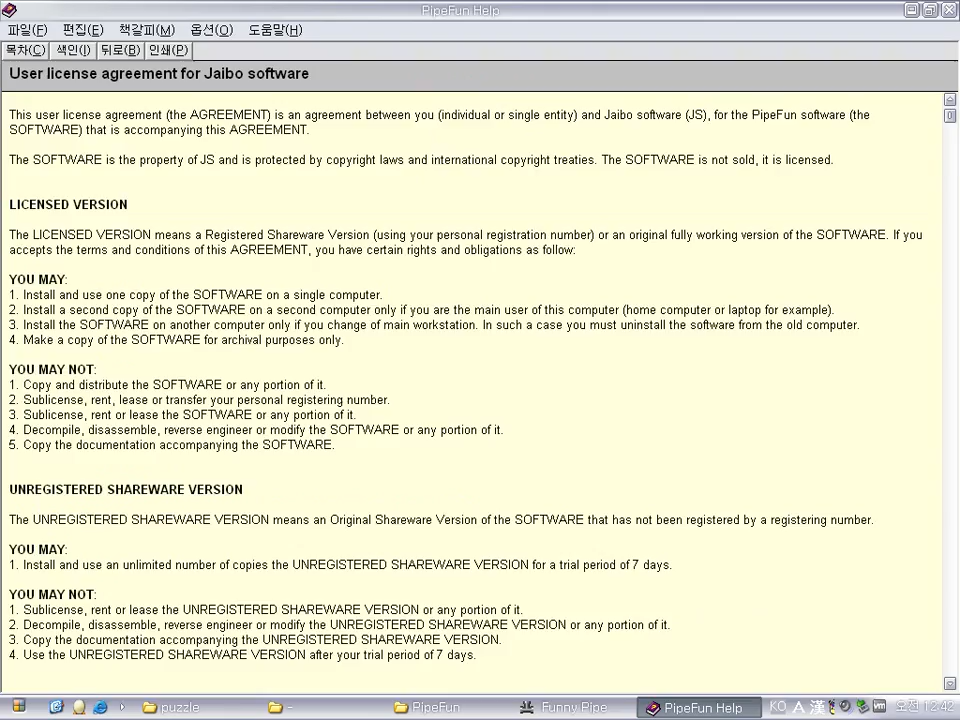 PipeFun Help
파일(F) 편집(E) 책갈피(M) 옵션(O) 도움말(H)
목차(C) 색인(I) 뒤로(B) 인쇄(P)
User license agreement for Jaibo software
This user license agreement (the AGREEMENT) is an agreement between you (individual or single entity) and Jaibo software (JS), for the PipeFun software (the
SOFTWARE) that is accompanying this AGREEMENT.
The SOFTWARE is the property of JS and is protected by copyright laws and international copyright treaties. The SOFTWARE is not sold, it is licensed.
LICENSED VERSION
The LICENSED VERSION means a Registered Shareware Version (using your personal registration number) or an original fully working version of the SOFTWARE. If you
accepts the terms and conditions of this AGREEMENT, you have certain rights and obligations as follow:
YOU MAY:
1. Install and use one copy of the SOFTWARE on a single computer.
2. Install a second copy of the SOFTWARE on a second computer only if you are the main user of this computer (home computer or laptop for example).
3. Install the SOFTWARE on another computer only if you change of main workstation. In such a case you must uninstall the software from the old computer.
4. Make a copy of the SOFTWARE for archival purposes only.
YOU MAY NOT:
1. Copy and distribute the SOFTWARE or any portion of it.
2. Sublicense, rent, lease or transfer your personal registering number.
3. Sublicense, rent or lease the SOFTWARE or any portion of it.
4. Decompile, disassemble, reverse engineer or modify the SOFTWARE or any portion of it.
5. Copy the documentation accompanying the SOFTWARE.
UNREGISTERED SHAREWARE VERSION
The UNREGISTERED SHAREWARE VERSION means an Original Shareware Version of the SOFTWARE that has not been registered by a registering number.
YOU MAY:
1. Install and use an unlimited number of copies the UNREGISTERED SHAREWARE VERSION for a trial period of 7 days.
YOU MAY NOT:
1. Sublicense, rent or lease the UNREGISTERED SHAREWARE VERSION or any portion of it.
2. Decompile, disassemble, reverse engineer or modify the UNREGISTERED SHAREWARE VERSION or any portion of it.
3. Copy the documentation accompanying the UNREGISTERED SHAREWARE VERSION.
4. Use the UNREGISTERED SHAREWARE VERSION after your trial period of 7 days.
puzzle - PipeFun Funny Pipe PipeFun Help KO A 漢 오전 12:42